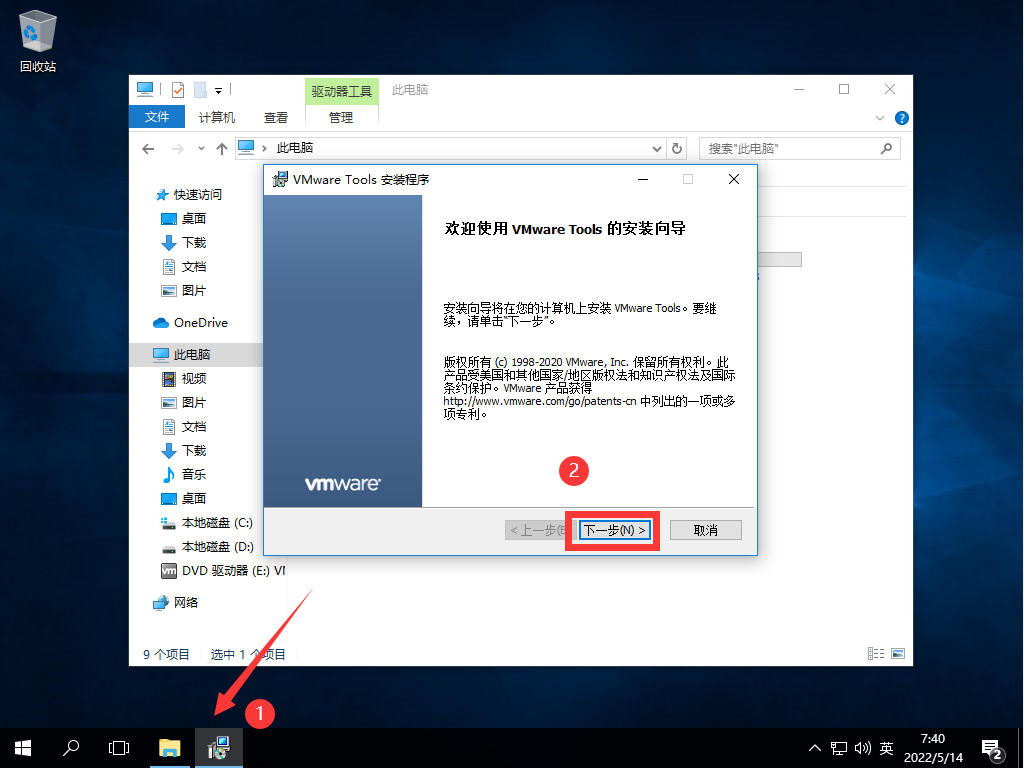 回收站
驱动器工具
此电脑
文件
计算机
查看
管理
此电脑
搜索"此电脑"
快速访问
桌面
下载
文档
图片
OneDrive
此电脑
视频
图片
文档
下载
音乐
桌面
本地磁盘 (C:)
本地磁盘 (D:)
DVD 驱动器 (E:) VM
网络
9 个项目
选中 1 个项目
VMware Tools 安装程序
欢迎使用 VMware Tools 的安装向导
安装向导将在您的计算机上安装 VMware Tools。要继
续，请单击“下一步”。
版权所有 (c) 1998-2020 VMware, Inc. 保留所有权利。此
产品受美国和其他国家/地区版权法和知识产权法及国际
条约保护。VMware 产品获得
http://www.vmware.com/go/patents-cn 中列出的一项或多
项专利。
vmware
2
< 上一步(B
下一步(N) >
取消
1
英
7:40
2022/5/14
2